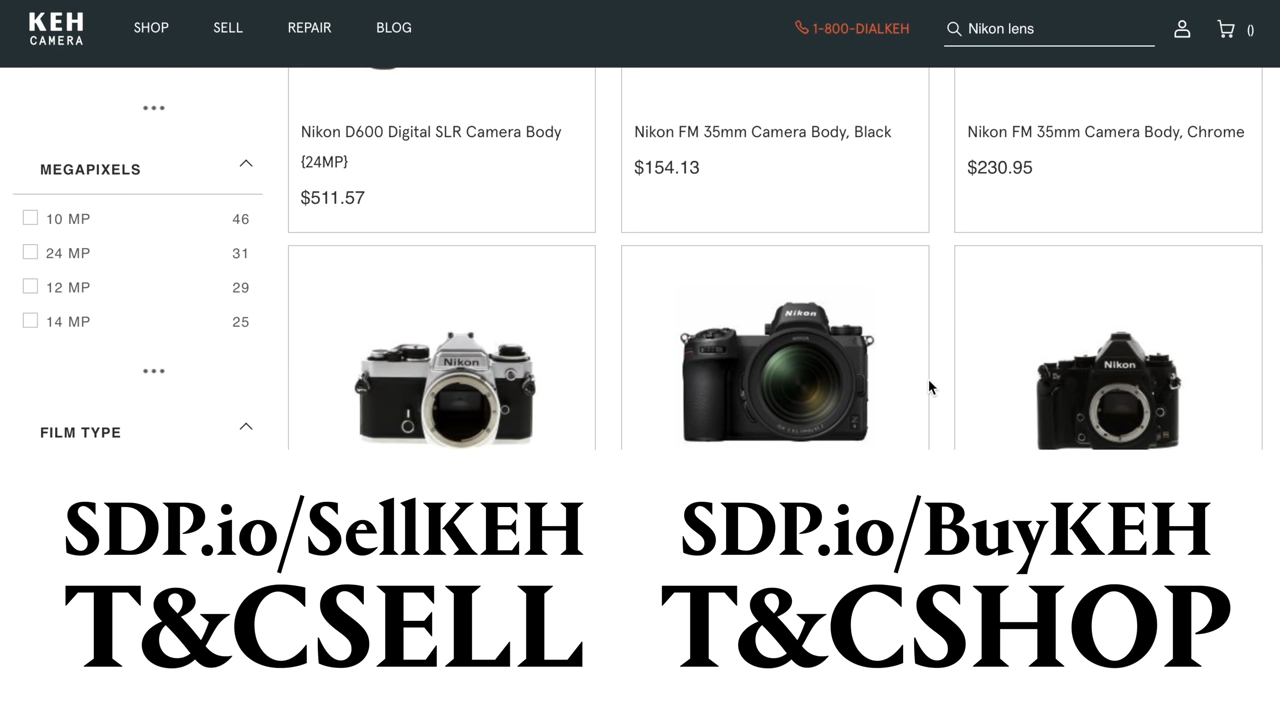 KEH
CAMERA
SHOP
SELL
REPAIR
BLOG
1-800-DIALKEH
Nikon lens
()
MEGAPIXELS
10 MP 46
24 MP 31
12 MP 29
14 MP 25
FILM TYPE
Nikon D600 Digital SLR Camera Body
{24MP}
$511.57
Nikon FM 35mm Camera Body, Black
$154.13
Nikon FM 35mm Camera Body, Chrome
$230.95
Nikon
Nikon
Nikon
SDP.io/SellKEH
T&CSELL
SDP.io/BuyKEH
T&CSHOP